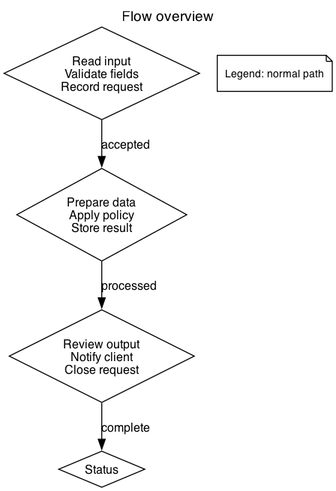 Flow overview
Read input
Validate fields
Record request
Legend: normal path
accepted
Prepare data
Apply policy
Store result
processed
Review output
Notify client
Close request
complete
Status